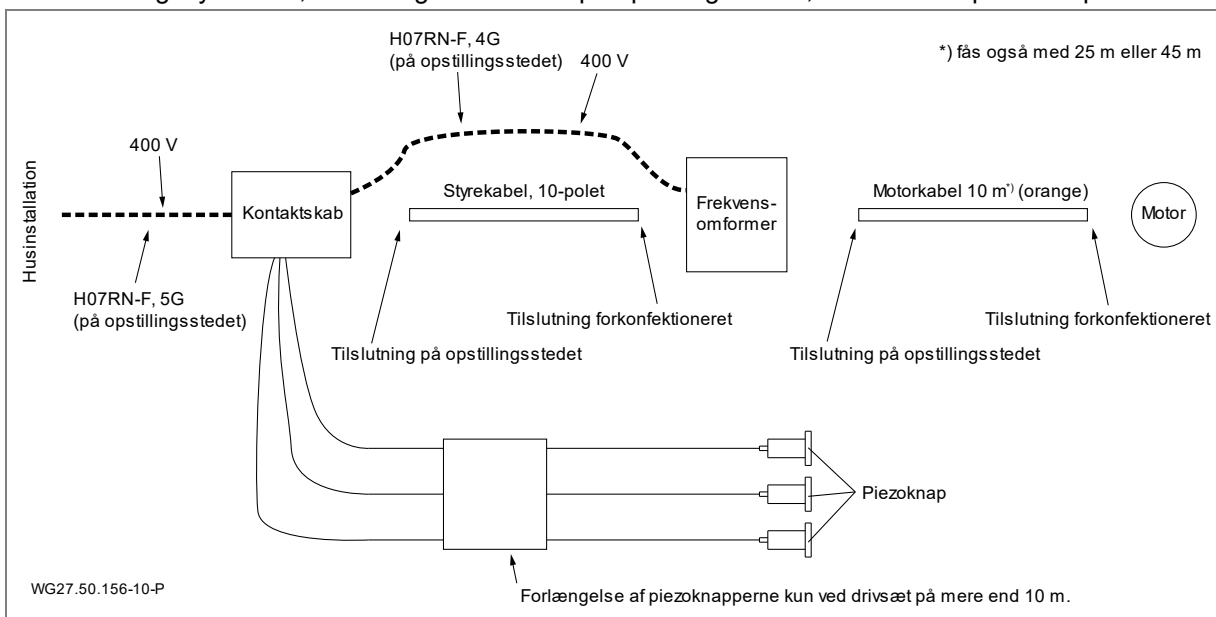 H07RN-F, 4G
(på opstillingsstedet)
400 V
*) fås også med 25 m eller 45 m
400 V
Husinstallation
Kontaktskab
Styrekabel, 10-polet
Frekvens-
omformer
Motorkabel 10 m*) (orange)
Motor
H07RN-F, 5G
(på opstillingsstedet)
Tilslutning forkonfektioneret
Tilslutning på opstillingsstedet
Tilslutning forkonfektioneret
Tilslutning på opstillingsstedet
Piezoknap
WG27.50.156-10-P
Forlængelse af piezoknapperne kun ved drivsæt på mere end 10 m.